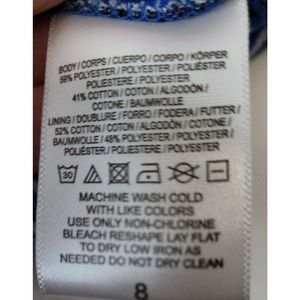 BODY / CORPS / CUERPO / CORPO / KÖRPER
59% POLYESTER / POLYESTER / POLIÉSTER /
POLIESTERE / POLYESTER
41% COTTON / COTON / ALGODÓN /
COTONE / BAUMWOLLE
LINING / DOUBLURE / FORRO / FODERA / FUTTER /
52% COTTON / COTON / ALGODÓN / COTONE /
BAUMWOLLE / 48% POLYESTER / POLYESTER /
POLIÉSTER / POLIESTERE / POLYESTER
30
MACHINE WASH COLD
WITH LIKE COLORS
USE ONLY NON-CHLORINE
BLEACH RESHAPE LAY FLAT
TO DRY LOW IRON AS
NEEDED DO NOT DRY CLEAN
8